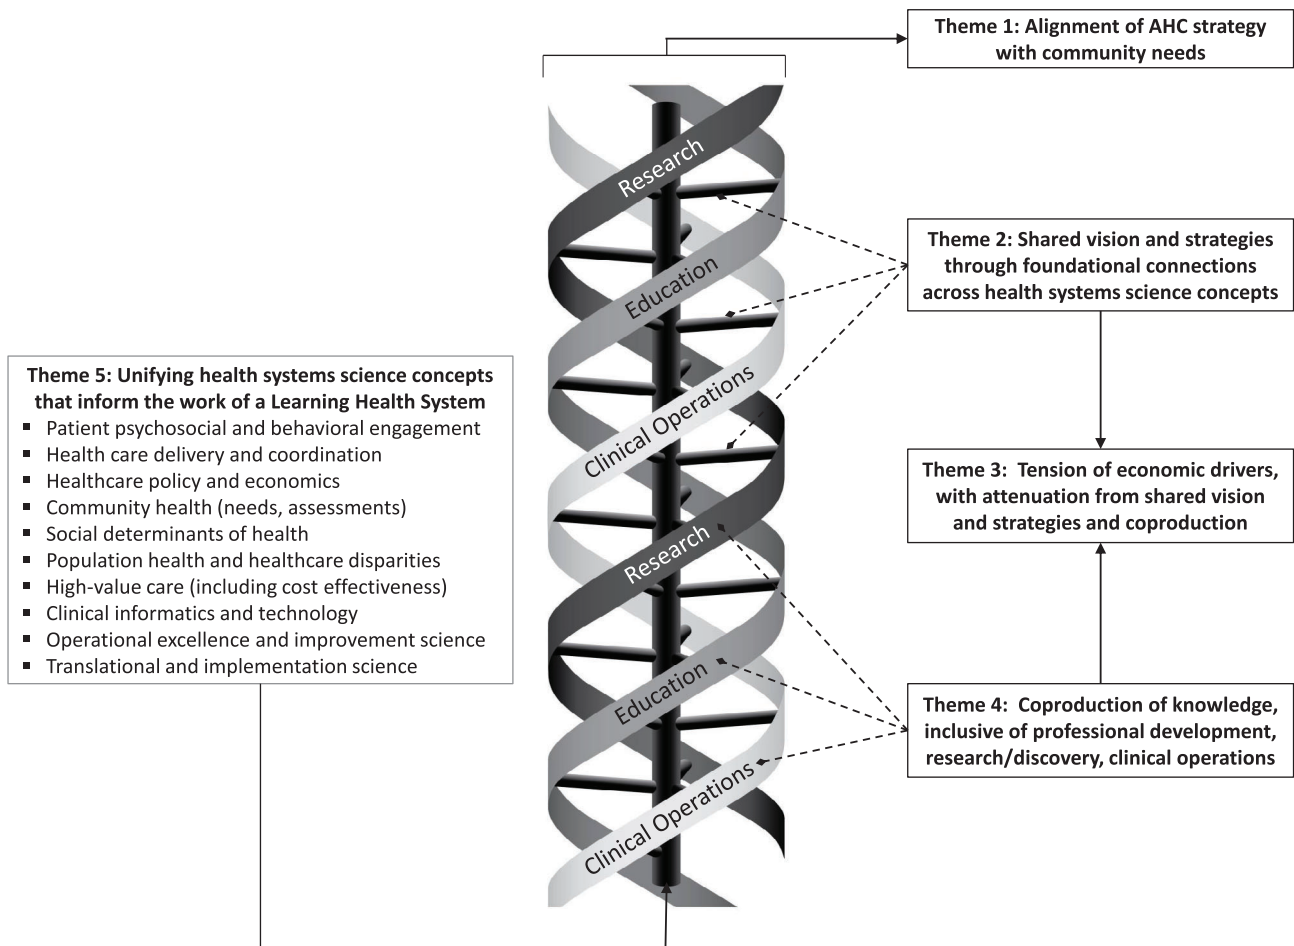 Theme 1: Alignment of AHC strategy
with community needs
Research
Education
Clinical Operations
Research
Education
Clinical Operations
Theme 2: Shared vision and strategies
through foundational connections
across health systems science concepts
Theme 3: Tension of economic drivers,
with attenuation from shared vision
and strategies and coproduction
Theme 4: Coproduction of knowledge,
inclusive of professional development,
research/discovery, clinical operations
Theme 5: Unifying health systems science concepts
that inform the work of a Learning Health System
▪ Patient psychosocial and behavioral engagement
▪ Health care delivery and coordination
▪ Healthcare policy and economics
▪ Community health (needs, assessments)
▪ Social determinants of health
▪ Population health and healthcare disparities
▪ High-value care (including cost effectiveness)
▪ Clinical informatics and technology
▪ Operational excellence and improvement science
▪ Translational and implementation science